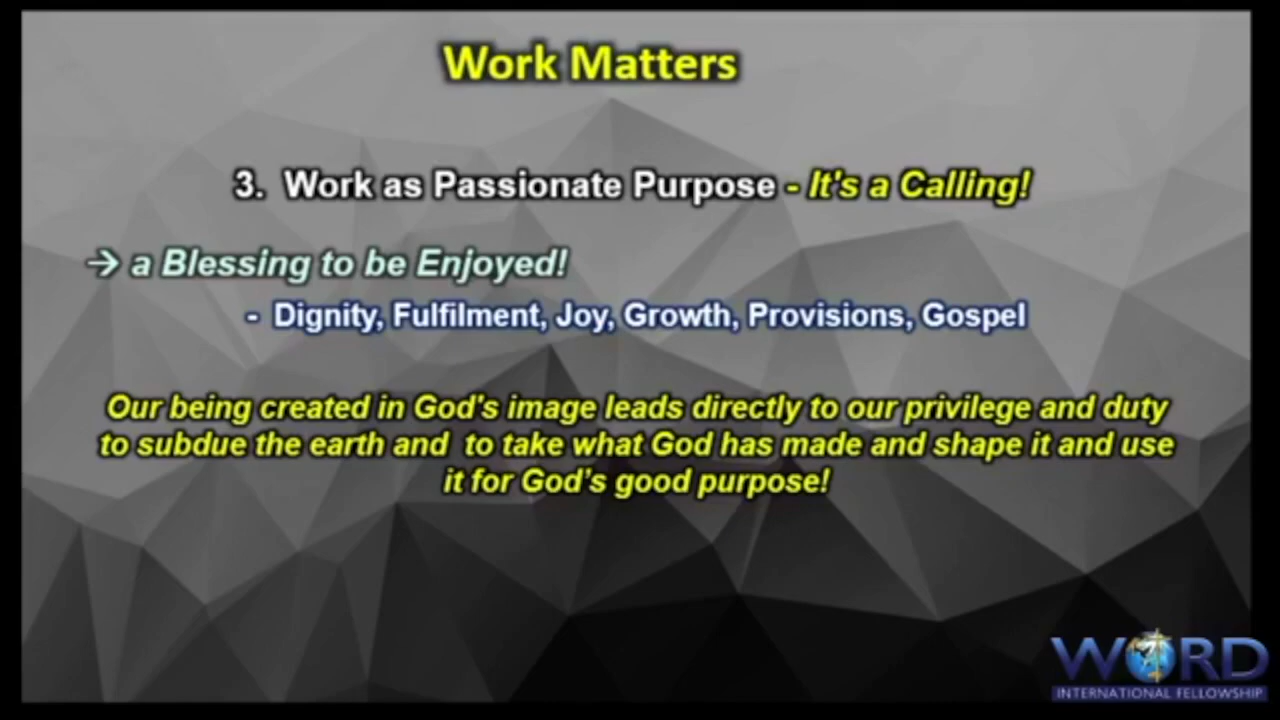 Work Matters
3. Work as Passionate Purpose - It's a Calling!
→ a Blessing to be Enjoyed!
- Dignity, Fulfilment, Joy, Growth, Provisions, Gospel
Our being created in God's image leads directly to our privilege and duty
to subdue the earth and to take what God has made and shape it and use
it for God's good purpose!
WORD
INTERNATIONAL FELLOWSHIP